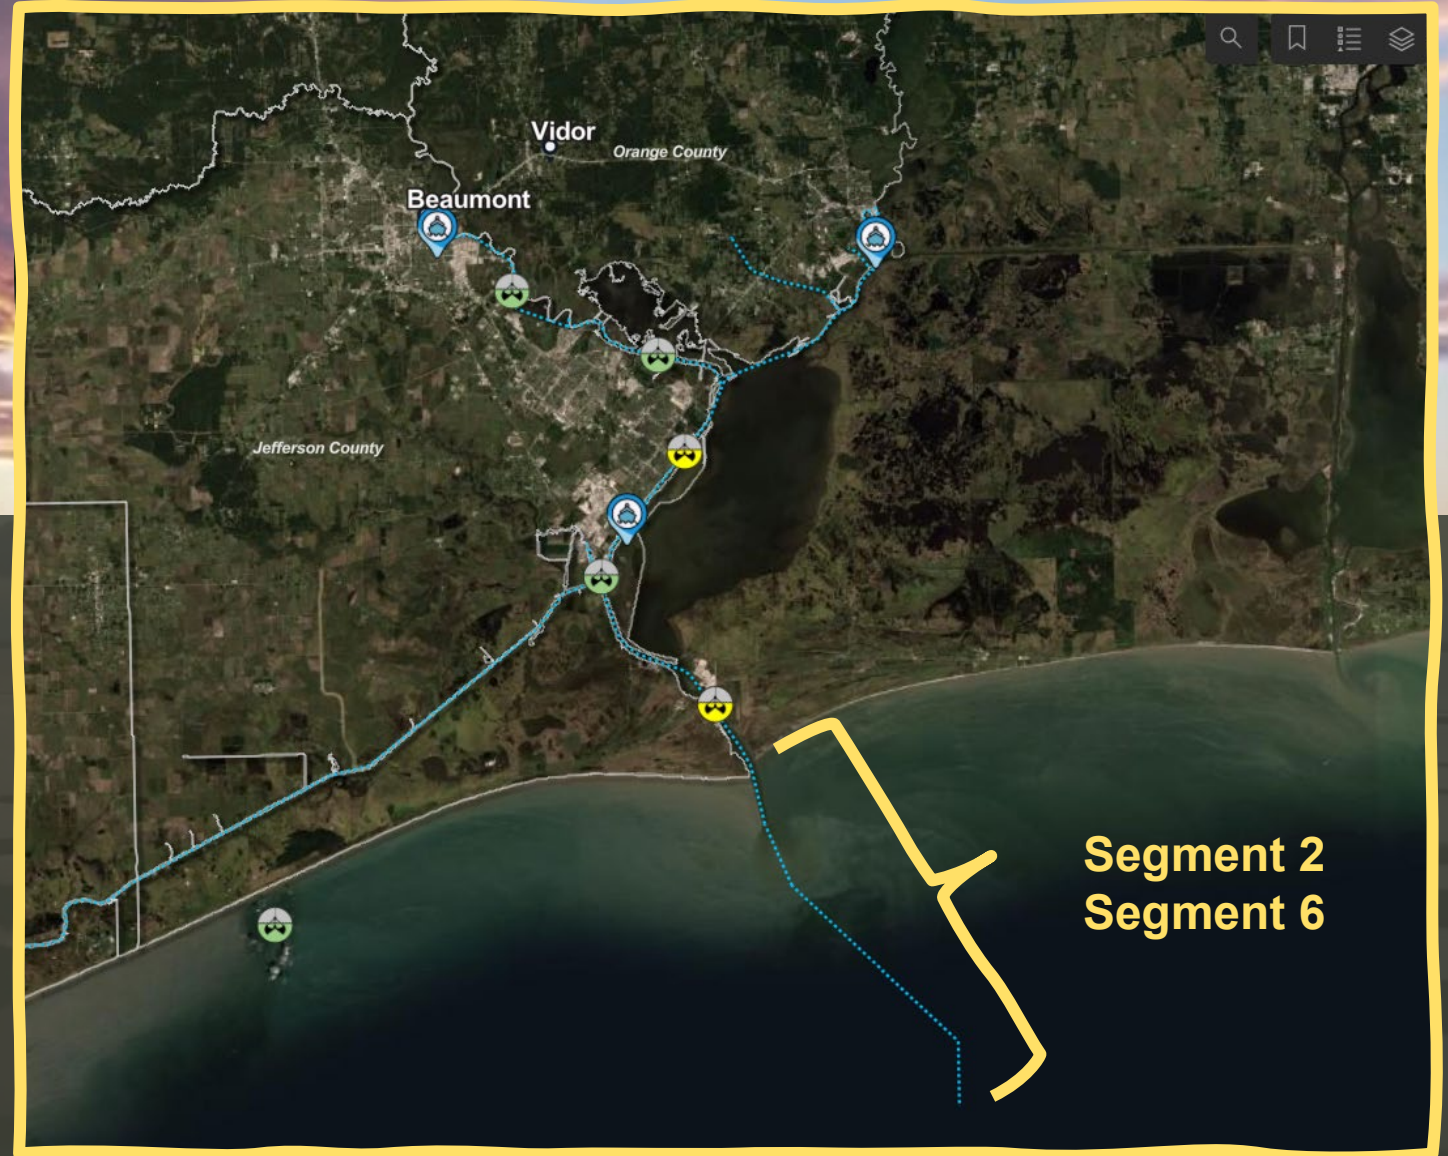 Vidor
Orange County
Beaumont
Jefferson County
Segment 2
Segment 6